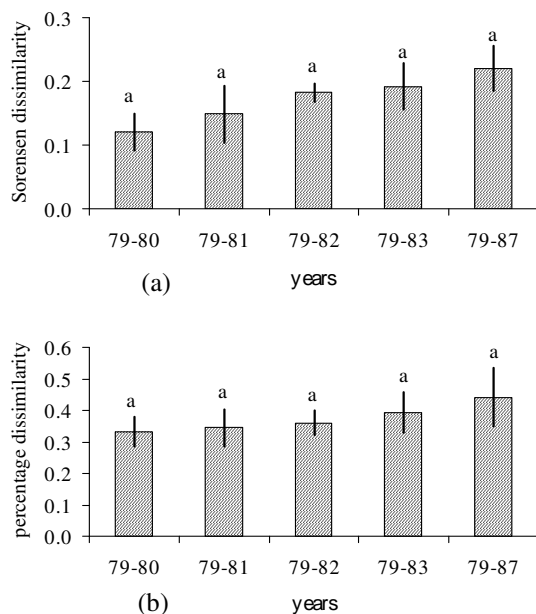 Sorensen dissimilarity
0.3
0.2
0.1
0.0
a a a a a
79-80 79-81 79-82 79-83 79-87
(a) years
percentage dissimilarity
0.6
0.5
0.4
0.3
0.2
0.1
0.0
a a a a a
79-80 79-81 79-82 79-83 79-87
(b) years